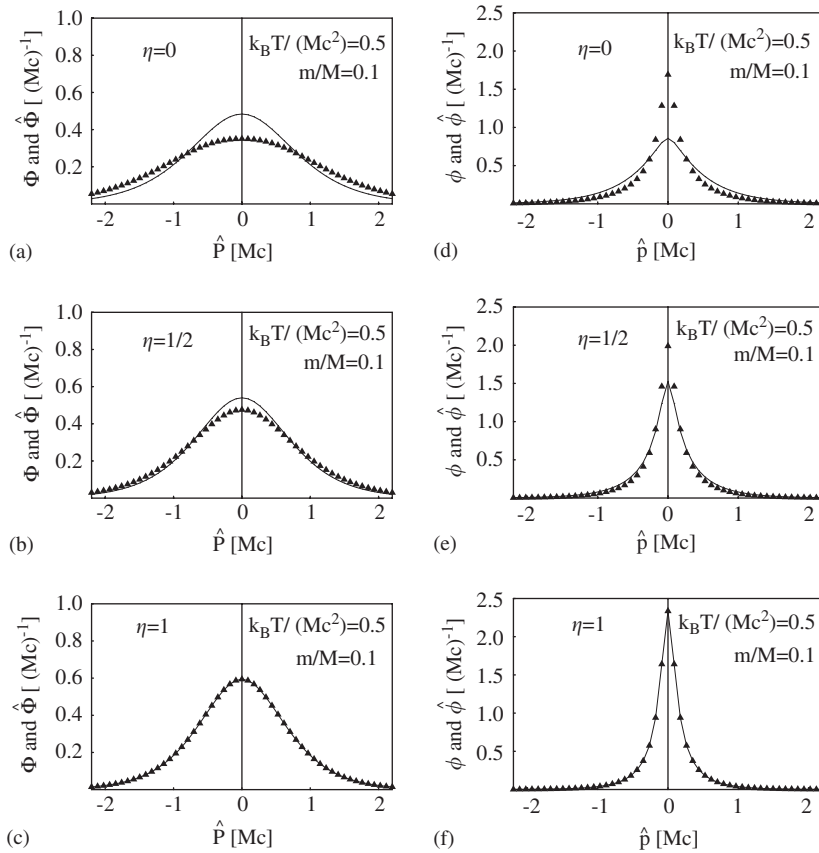 1.0
0.8
0.6
0.4
0.2
Φ and Φ̂ [ (Mc)⁻¹]
η=0
k_BT/ (Mc²)=0.5
m/M=0.1
-2 -1 0 1 2
(a)
P̂ [Mc]
2.5
2.0
1.5
1.0
0.5
ϕ and ϕ̂ [ (Mc)⁻¹]
η=0
k_BT/ (Mc²)=0.5
m/M=0.1
-2 -1 0 1 2
(d)
p̂ [Mc]
1.0
0.8
0.6
0.4
0.2
Φ and Φ̂ [ (Mc)⁻¹]
η=1/2
k_BT/ (Mc²)=0.5
m/M=0.1
-2 -1 0 1 2
(b)
P̂ [Mc]
2.5
2.0
1.5
1.0
0.5
ϕ and ϕ̂ [ (Mc)⁻¹]
η=1/2
k_BT/ (Mc²)=0.5
m/M=0.1
-2 -1 0 1 2
(e)
p̂ [Mc]
1.0
0.8
0.6
0.4
0.2
Φ and Φ̂ [ (Mc)⁻¹]
η=1
k_BT/ (Mc²)=0.5
m/M=0.1
-2 -1 0 1 2
(c)
P̂ [Mc]
2.5
2.0
1.5
1.0
0.5
ϕ and ϕ̂ [ (Mc)⁻¹]
η=1
k_BT/ (Mc²)=0.5
m/M=0.1
-2 -1 0 1 2
(f)
p̂ [Mc]